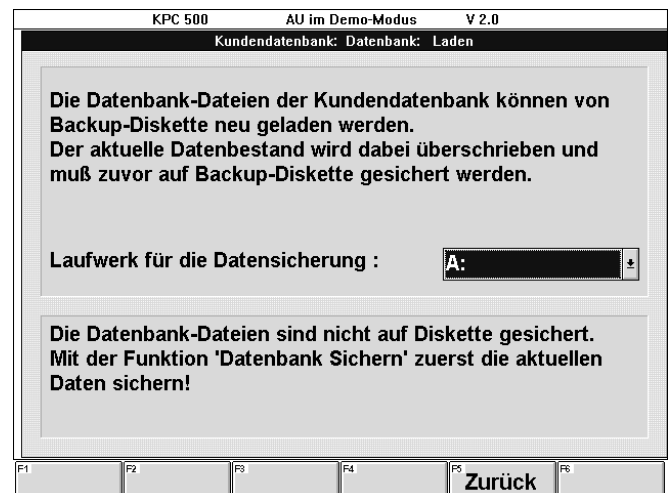 KPC 500 AU im Demo-Modus V 2.0
Kundendatenbank: Datenbank: Laden
Die Datenbank-Dateien der Kundendatenbank können von
Backup-Diskette neu geladen werden.
Der aktuelle Datenbestand wird dabei überschrieben und
muß zuvor auf Backup-Diskette gesichert werden.
Laufwerk für die Datensicherung : A:
Die Datenbank-Dateien sind nicht auf Diskette gesichert.
Mit der Funktion 'Datenbank Sichern' zuerst die aktuellen
Daten sichern!
F1 F2 F3 F4 F5 Zurück F6